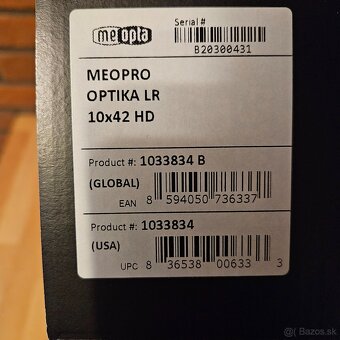 meopta
Serial #
B20300431
MEOPRO
OPTIKA LR
10x42 HD
Product #: 1033834 B
(GLOBAL)
EAN 8 594050 736337
Product #: 1033834
(USA)
UPC 8 36538 00633 3
© Bazos.sk